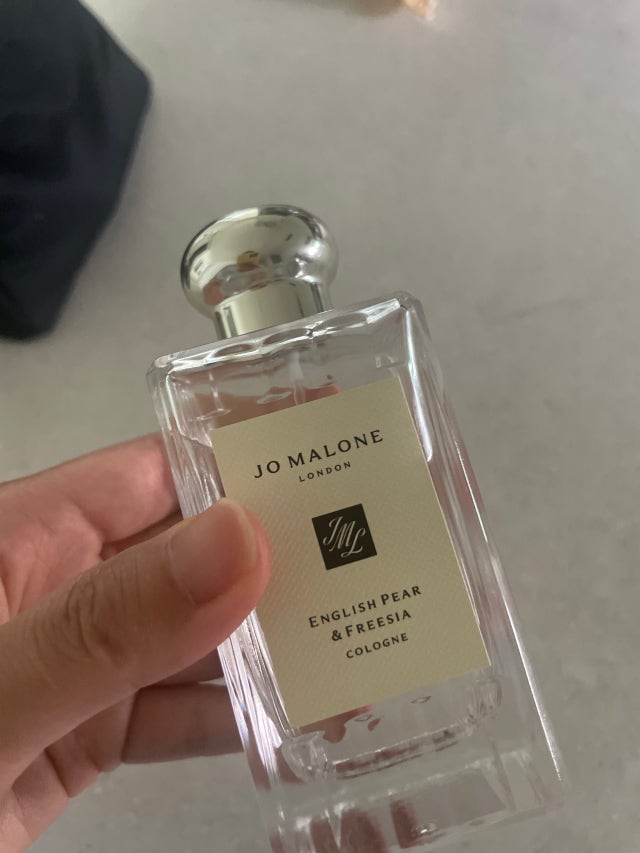 JO MALONE
LONDON
JML
ENGLISH PEAR
& FREESIA
COLOGNE